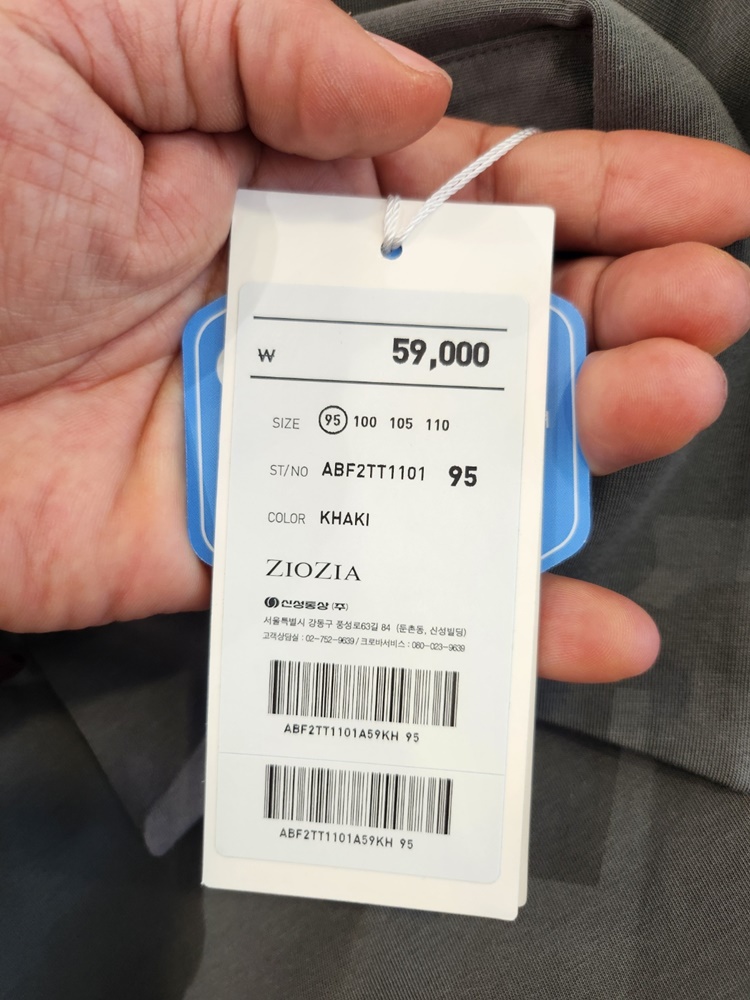 ₩ 59,000
SIZE 95 100 105 110
ST/NO ABF2TT1101 95
COLOR KHAKI
ZIOZIA
신성통상 (주)
서울특별시 강동구 풍성로63길 84 (둔촌동, 신성빌딩)
고객상담실 : 02-752-9639 / 크로바서비스 : 080-023-9639
ABF2TT1101A59KH 95
ABF2TT1101A59KH 95